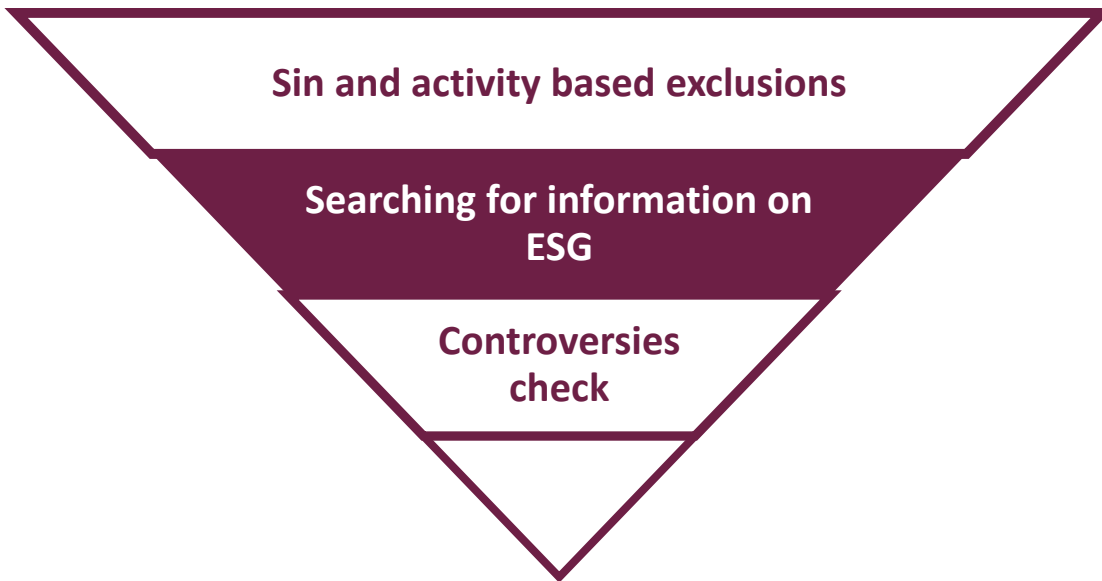 Sin and activity based exclusions
Searching for information on
ESG
Controversies
check